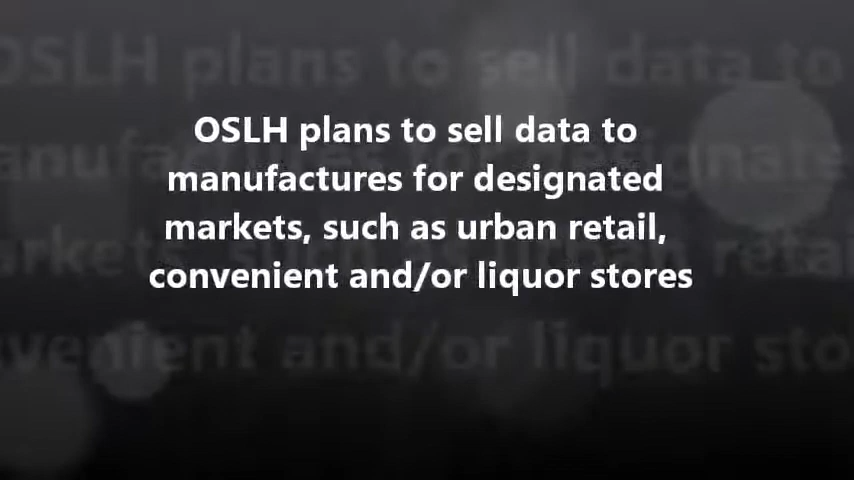 OSLH plans to sell data to
manufactures for designated
markets, such as urban retail,
convenient and/or liquor stores